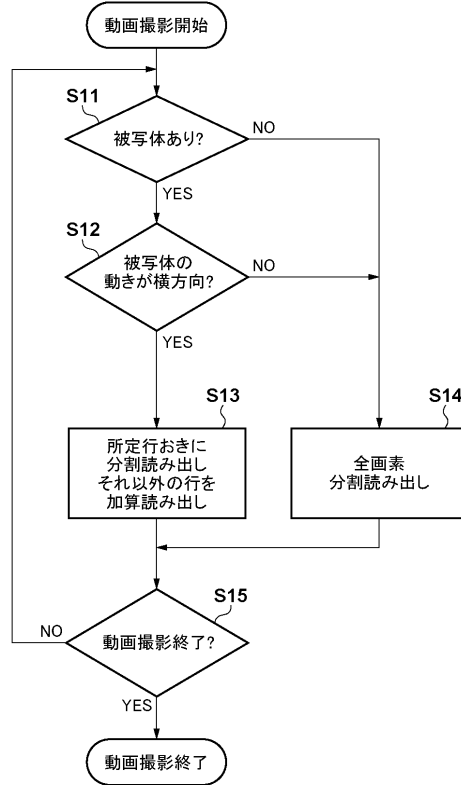 動画撮影開始
S11
被写体あり?
NO
YES
S12
被写体の
動きが横方向?
NO
YES
S13
所定行おきに
分割読み出し
それ以外の行を
加算読み出し
S14
全画素
分割読み出し
S15
動画撮影終了?
NO
YES
動画撮影終了